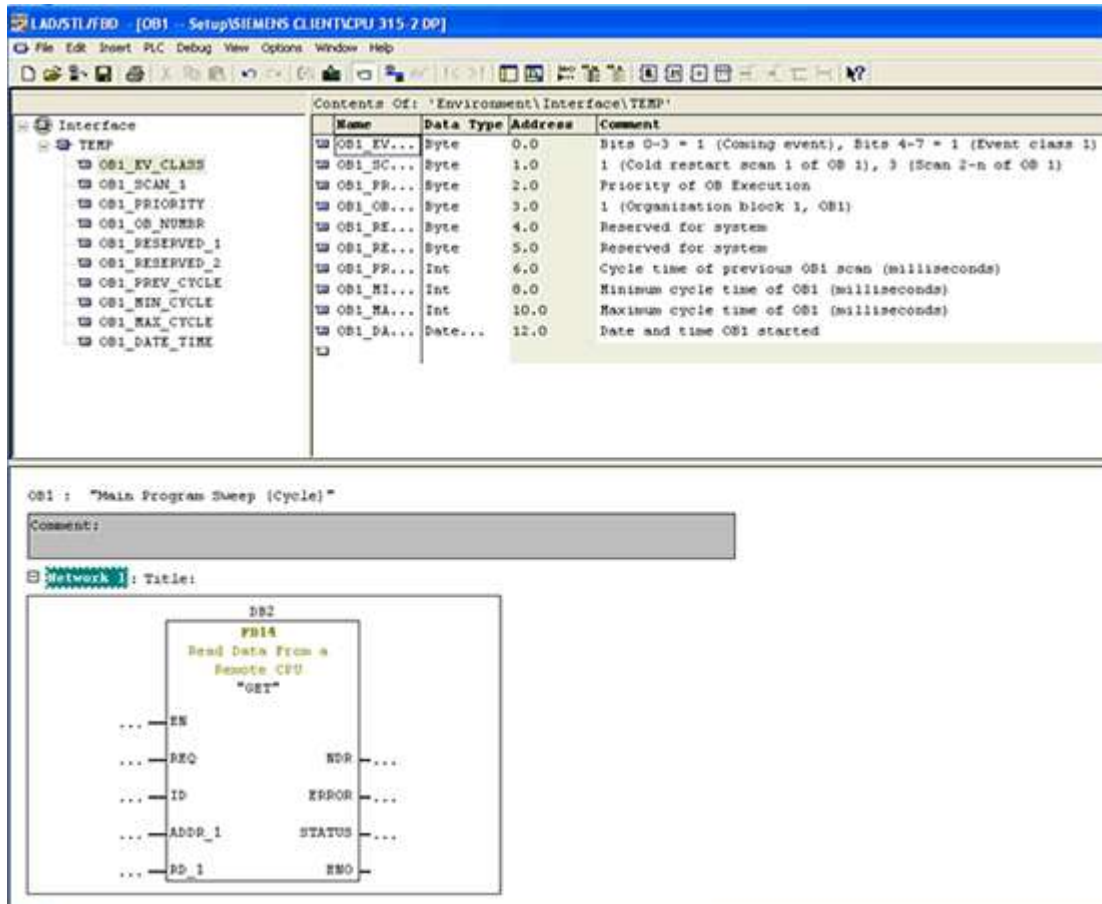 LAD/STL/FBD - [OB1 -- Setup\SIEMENS CLIENT\CPU 315-2 DP]
File Edit Insert PLC Debug View Options Window Help
Contents Of: 'Environment\Interface\TEMP'
Interface
TEMP
OB1_EV_CLASS
OB1_SCAN_1
OB1_PRIORITY
OB1_OB_NUMBR
OB1_RESERVED_1
OB1_RESERVED_2
OB1_PREV_CYCLE
OB1_MIN_CYCLE
OB1_MAX_CYCLE
OB1_DATE_TIME
Name Data Type Address Comment
OB1_EV... Byte 0.0 Bits 0-3 = 1 (Coming event), Bits 4-7 = 1 (Event class 1)
OB1_SC... Byte 1.0 1 (Cold restart scan 1 of OB 1), 3 (Scan 2-n of OB 1)
OB1_PR... Byte 2.0 Priority of OB Execution
OB1_OB... Byte 3.0 1 (Organization block 1, OB1)
OB1_RE... Byte 4.0 Reserved for system
OB1_RE... Byte 5.0 Reserved for system
OB1_PR... Int 6.0 Cycle time of previous OB1 scan (milliseconds)
OB1_MI... Int 8.0 Minimum cycle time of OB1 (milliseconds)
OB1_MA... Int 10.0 Maximum cycle time of OB1 (milliseconds)
OB1_DA... Date... 12.0 Date and time OB1 started
OB1 : "Main Program Sweep (Cycle)"
Comment:
Network 1: Title:
DB2
FB14
Read Data From a
Remote CPU
"GET"
... EN
... REQ NDR ...
... ID ERROR ...
... ADDR_1 STATUS ...
... RD_1 ENO